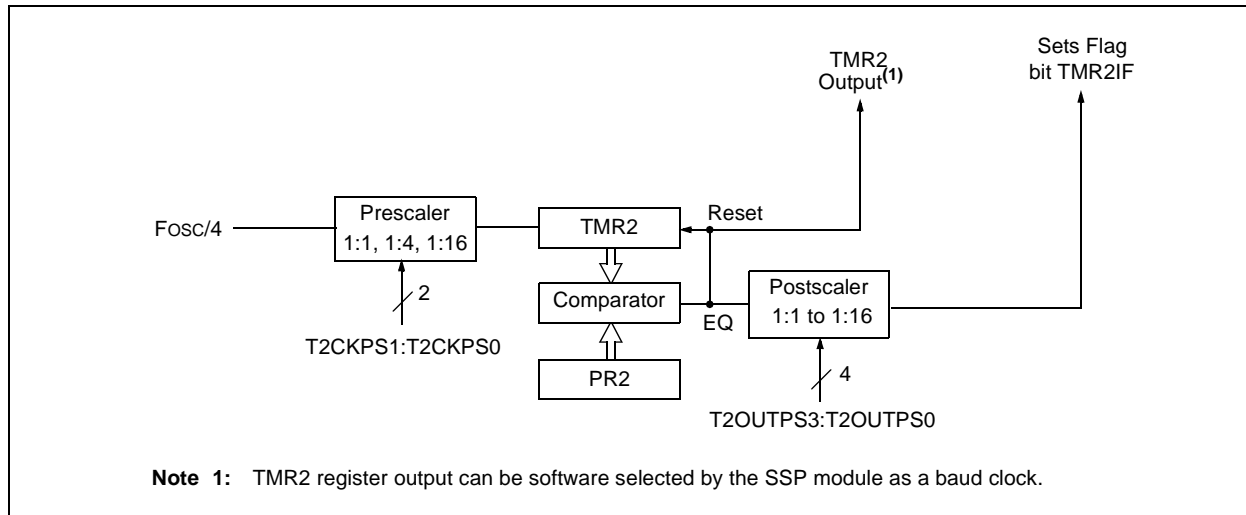 TMR2
Output(1)
Sets Flag
bit TMR2IF
FOSC/4
Prescaler
1:1, 1:4, 1:16
2
T2CKPS1:T2CKPS0
TMR2
Reset
Comparator
EQ
PR2
Postscaler
1:1 to 1:16
4
T2OUTPS3:T2OUTPS0
Note 1: TMR2 register output can be software selected by the SSP module as a baud clock.